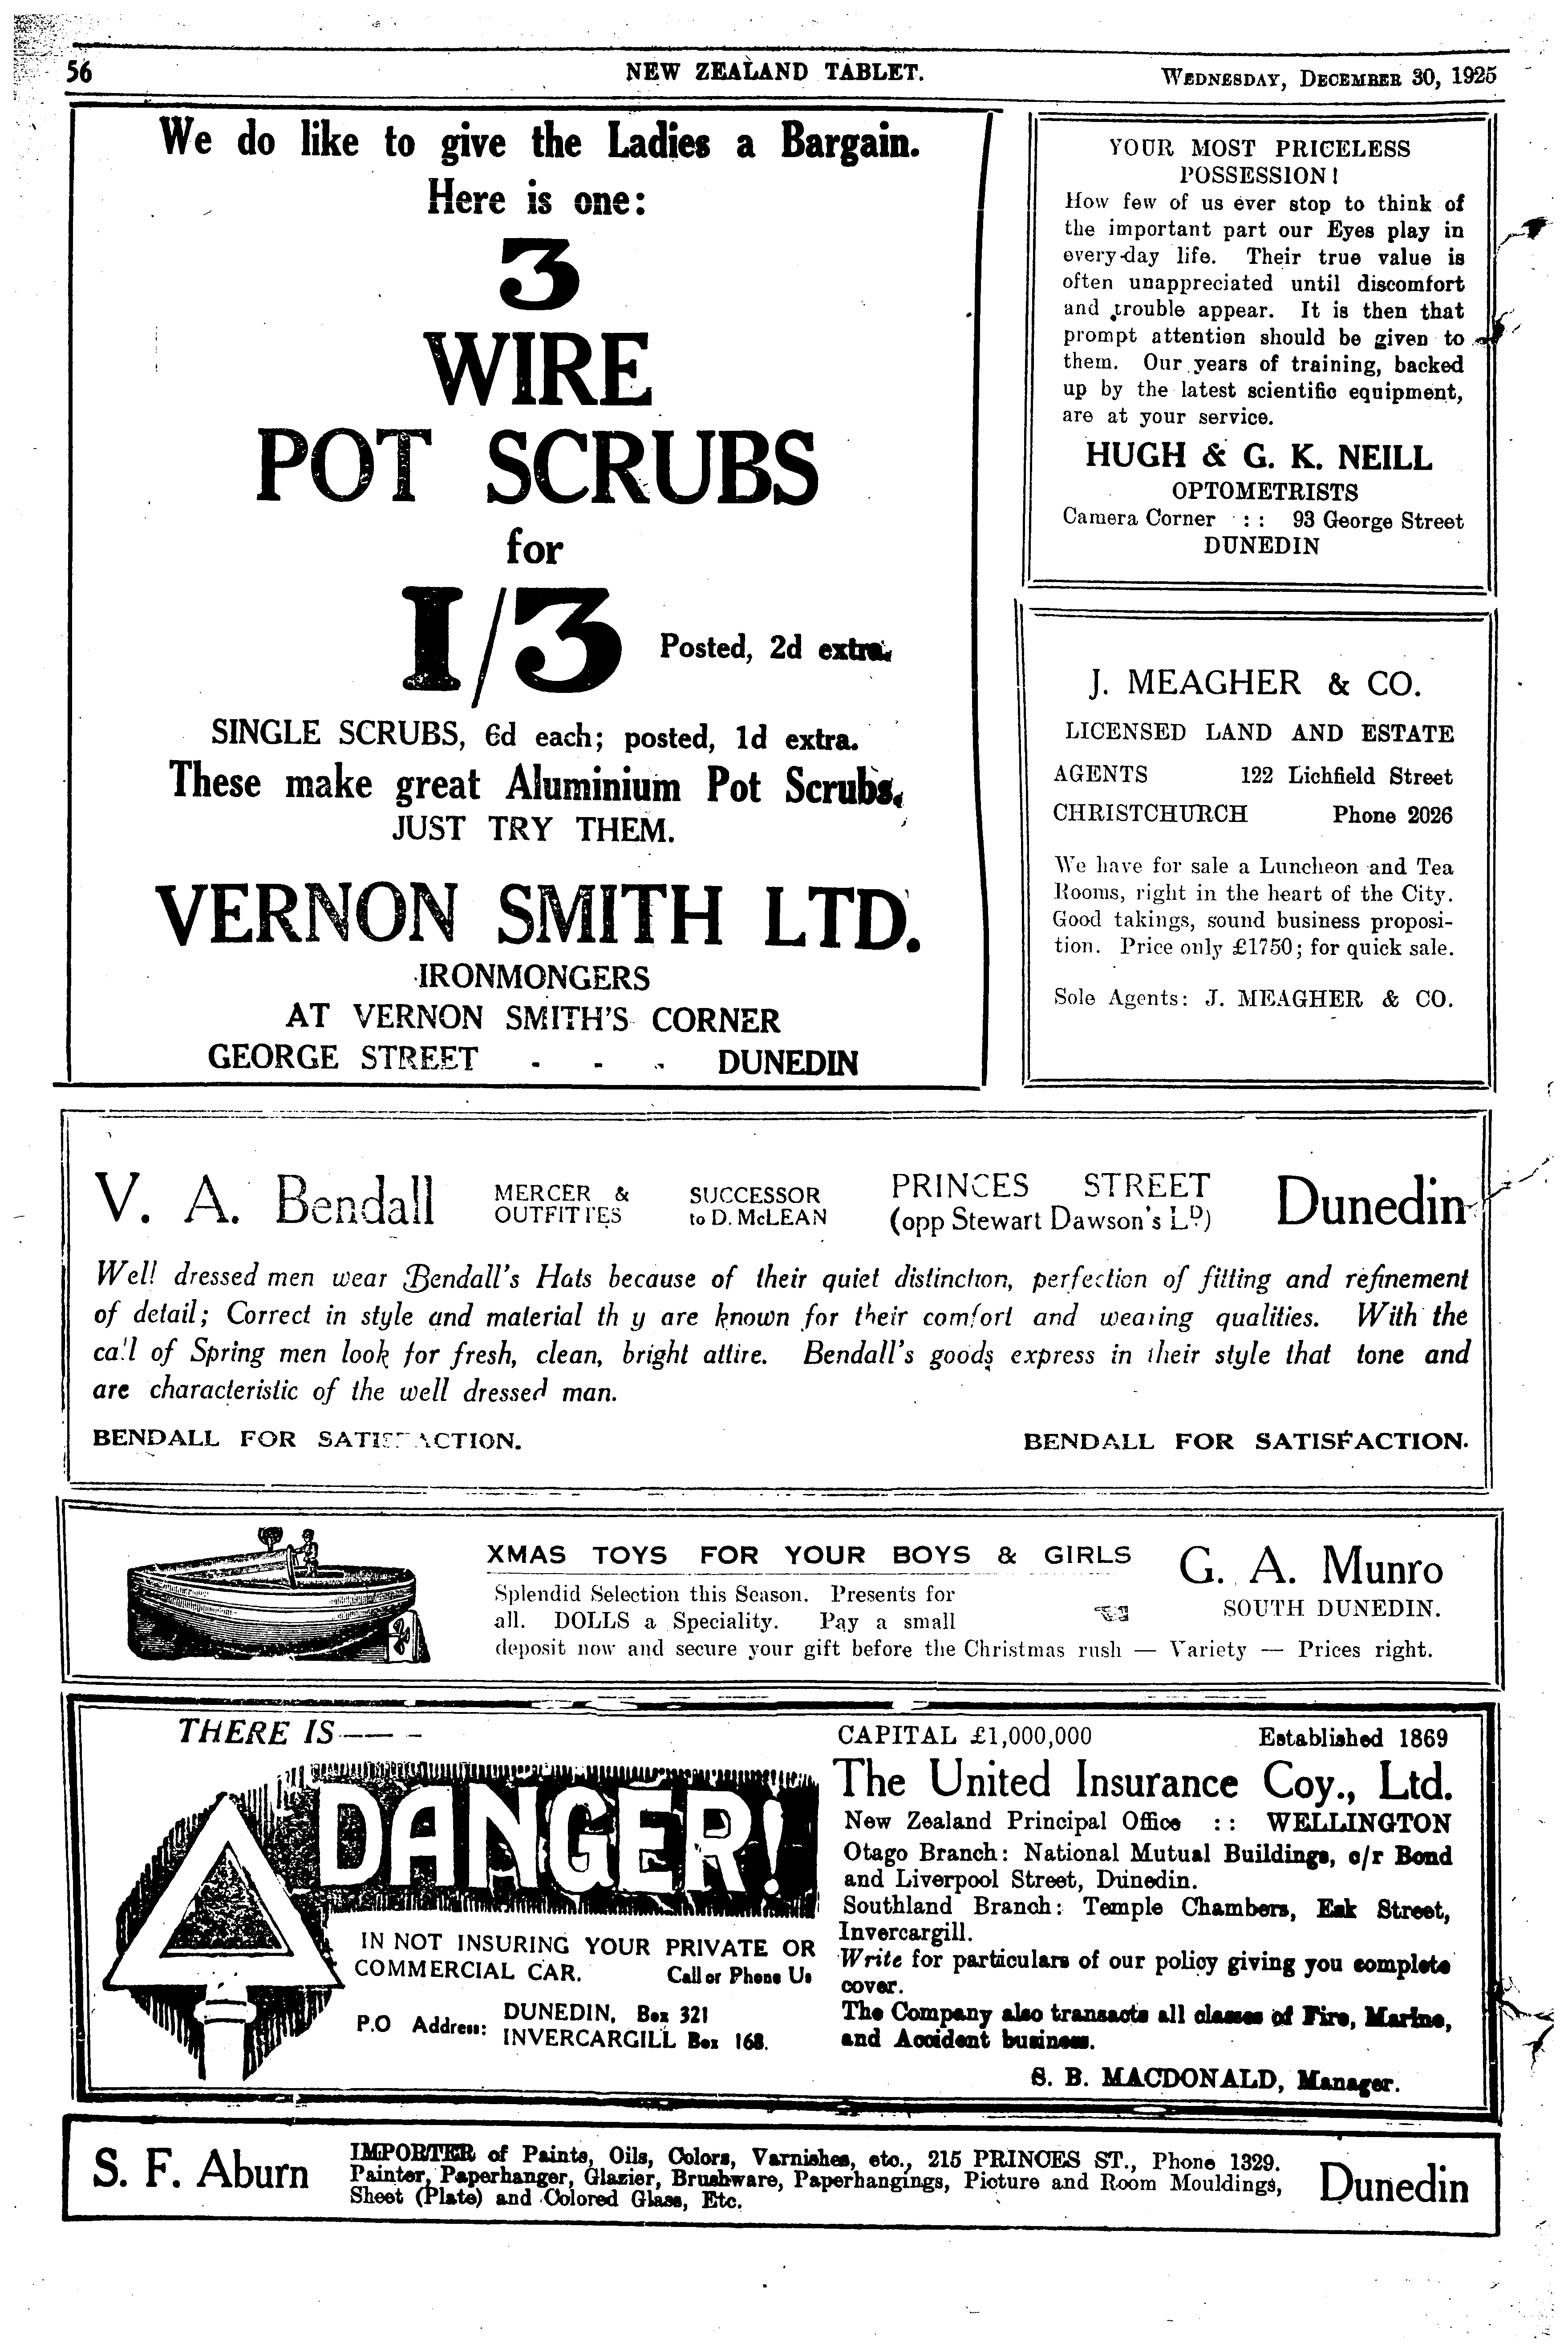 56
NEW ZEALAND TABLET.
WEDNESDAY, DECEMBER 30, 1925
We do like to give the Ladies a Bargain.
Here is one:
3
WIRE
POT SCRUBS
for
1/3 Posted, 2d extra.
SINGLE SCRUBS, 6d each; posted, 1d extra.
These make great Aluminium Pot Scrubs.
JUST TRY THEM.
VERNON SMITH LTD.
IRONMONGERS
AT VERNON SMITH'S CORNER
GEORGE STREET - - - DUNEDIN
YOUR MOST PRICELESS
POSSESSION!
How few of us ever stop to think of
the important part our Eyes play in
every-day life. Their true value is
often unappreciated until discomfort
and trouble appear. It is then that
prompt attention should be given to
them. Our years of training, backed
up by the latest scientific equipment,
are at your service.
HUGH & G. K. NEILL
OPTOMETRISTS
Camera Corner :: 93 George Street
DUNEDIN
J. MEAGHER & CO.
LICENSED LAND AND ESTATE
AGENTS 122 Lichfield Street
CHRISTCHURCH Phone 2026
We have for sale a Luncheon and Tea
Rooms, right in the heart of the City.
Good takings, sound business proposi-
tion. Price only £1750; for quick sale.
Sole Agents: J. MEAGHER & CO.
V. A. Bendall
MERCER &
OUTFITTES
SUCCESSOR
to D. McLEAN
PRINCES STREET
(opp Stewart Dawson's LD)
Dunedin
Well dressed men wear Bendall's Hats because of their quiet distinction, perfection of fitting and refinement
of detail; Correct in style and material th y are known for their comfort and wearing qualities. With the
call of Spring men look for fresh, clean, bright attire. Bendall's goods express in their style that tone and
are characteristic of the well dressed man.
BENDALL FOR SATISFACTION. BENDALL FOR SATISFACTION.
XMAS TOYS FOR YOUR BOYS & GIRLS
G. A. Munro
SOUTH DUNEDIN.
Splendid Selection this Season. Presents for
all. DOLLS a Speciality. Pay a small
deposit now and secure your gift before the Christmas rush — Variety — Prices right.
THERE IS — — -
DANGER!
IN NOT INSURING YOUR PRIVATE OR
COMMERCIAL CAR. Call or Phone Us
P.O Address: DUNEDIN, Box 321
INVERCARGILL Box 168.
CAPITAL £1,000,000 Established 1869
The United Insurance Coy., Ltd.
New Zealand Principal Office :: WELLINGTON
Otago Branch: National Mutual Buildings, c/r Bond
and Liverpool Street, Dunedin.
Southland Branch: Temple Chambers, Esk Street,
Invercargill.
Write for particulars of our policy giving you complete
cover.
The Company also transacts all classes of Fire, Marine,
and Accident business.
S. B. MACDONALD, Manager.
S. F. Aburn
IMPORTER of Paints, Oils, Colors, Varnishes, etc., 215 PRINCES ST., Phone 1329.
Painter, Paperhanger, Glazier, Brushware, Paperhangings, Picture and Room Mouldings,
Sheet (Plate) and Colored Glass, Etc.
Dunedin